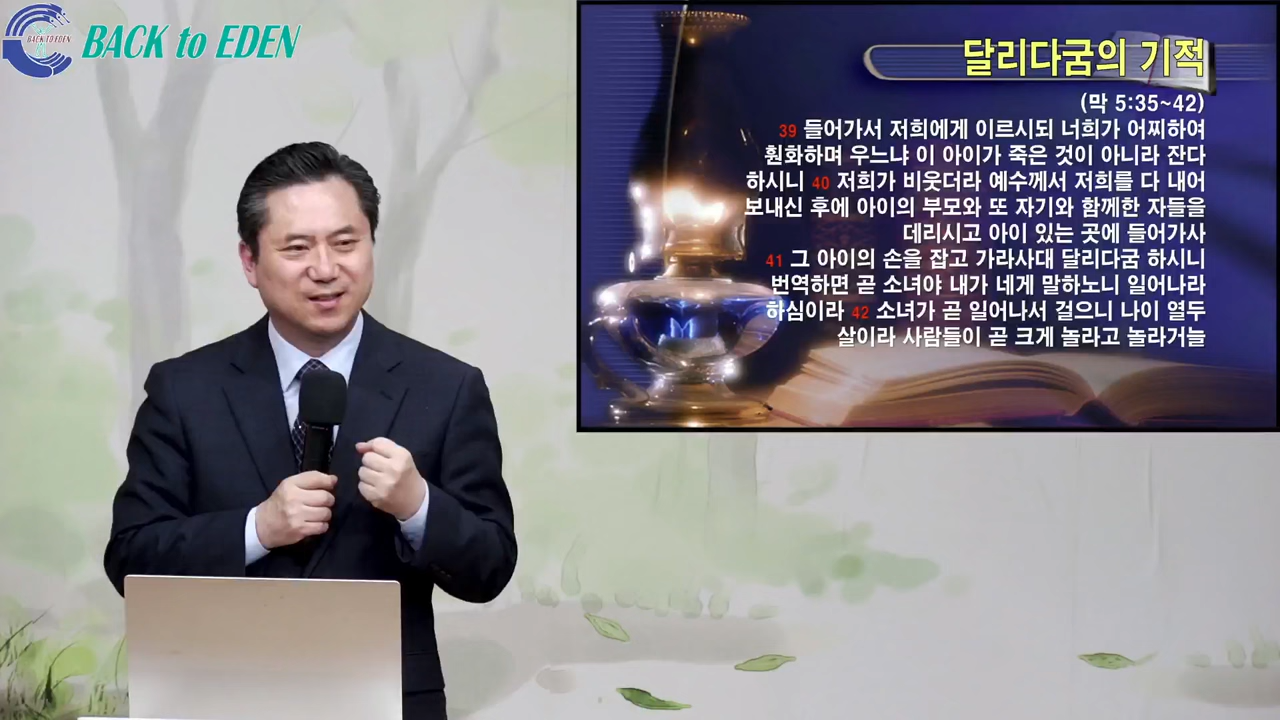 BACK TO EDEN
BACK to EDEN
달리다굼의 기적
(막 5:35~42)
39 들어가서 저희에게 이르시되 너희가 어찌하여
훤화하며 우느냐 이 아이가 죽은 것이 아니라 잔다
하시니 40 저희가 비웃더라 예수께서 저희를 다 내어
보내신 후에 아이의 부모와 또 자기와 함께한 자들을
데리시고 아이 있는 곳에 들어가사
41 그 아이의 손을 잡고 가라사대 달리다굼 하시니
번역하면 곧 소녀야 내가 네게 말하노니 일어나라
하심이라 42 소녀가 곧 일어나서 걸으니 나이 열두
살이라 사람들이 곧 크게 놀라고 놀라거늘